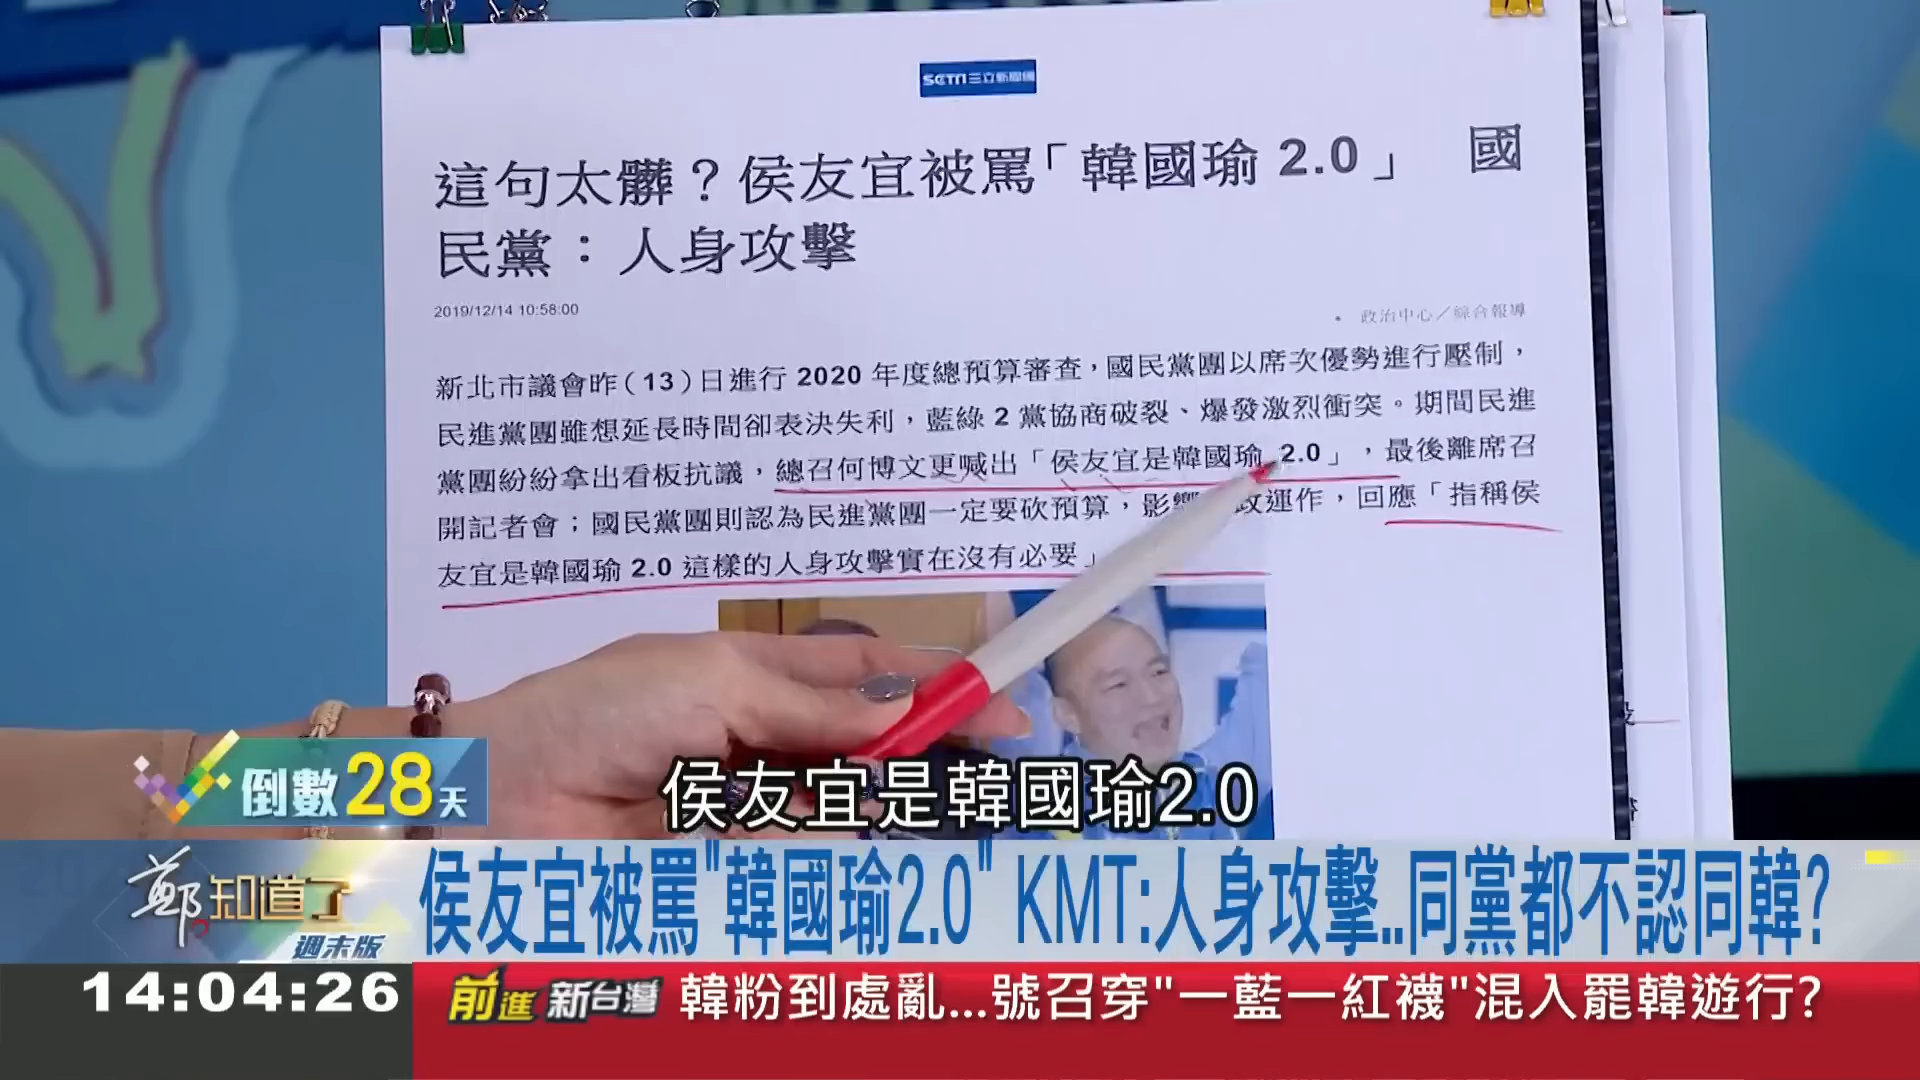 SETN三立新聞網
這句太髒？侯友宜被罵「韓國瑜 2.0」 國
民黨：人身攻擊
2019/12/14 10:58:00
• 政治中心／綜合報導
新北市議會昨（13）日進行 2020 年度總預算審查，國民黨團以席次優勢進行壓制，
民進黨團雖想延長時間卻表決失利，藍綠 2 黨協商破裂、爆發激烈衝突。期間民進
黨團紛紛拿出看板抗議，總召何博文更喊出「侯友宜是韓國瑜 2.0」，最後離席召
開記者會；國民黨團則認為民進黨團一定要砍預算，影響 政運作，回應「指稱侯
友宜是韓國瑜 2.0 這樣的人身攻擊實在沒有必要」
倒數28天
侯友宜是韓國瑜2.0
鄭知道了
週末版
侯友宜被罵"韓國瑜2.0" KMT:人身攻擊..同黨都不認同韓?
14:04:26
前進新台灣 韓粉到處亂...號召穿"一藍一紅襪"混入罷韓遊行?